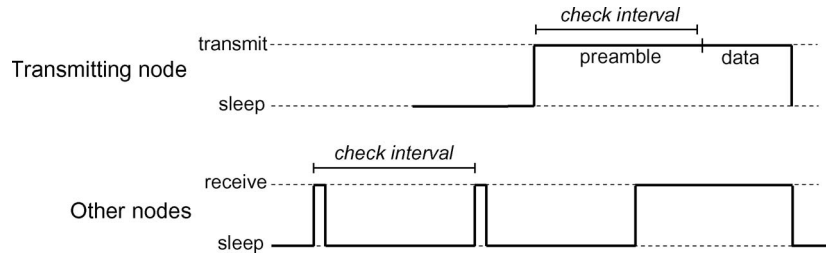 check interval
transmit
preamble
data
Transmitting node
sleep
check interval
receive
Other nodes
sleep